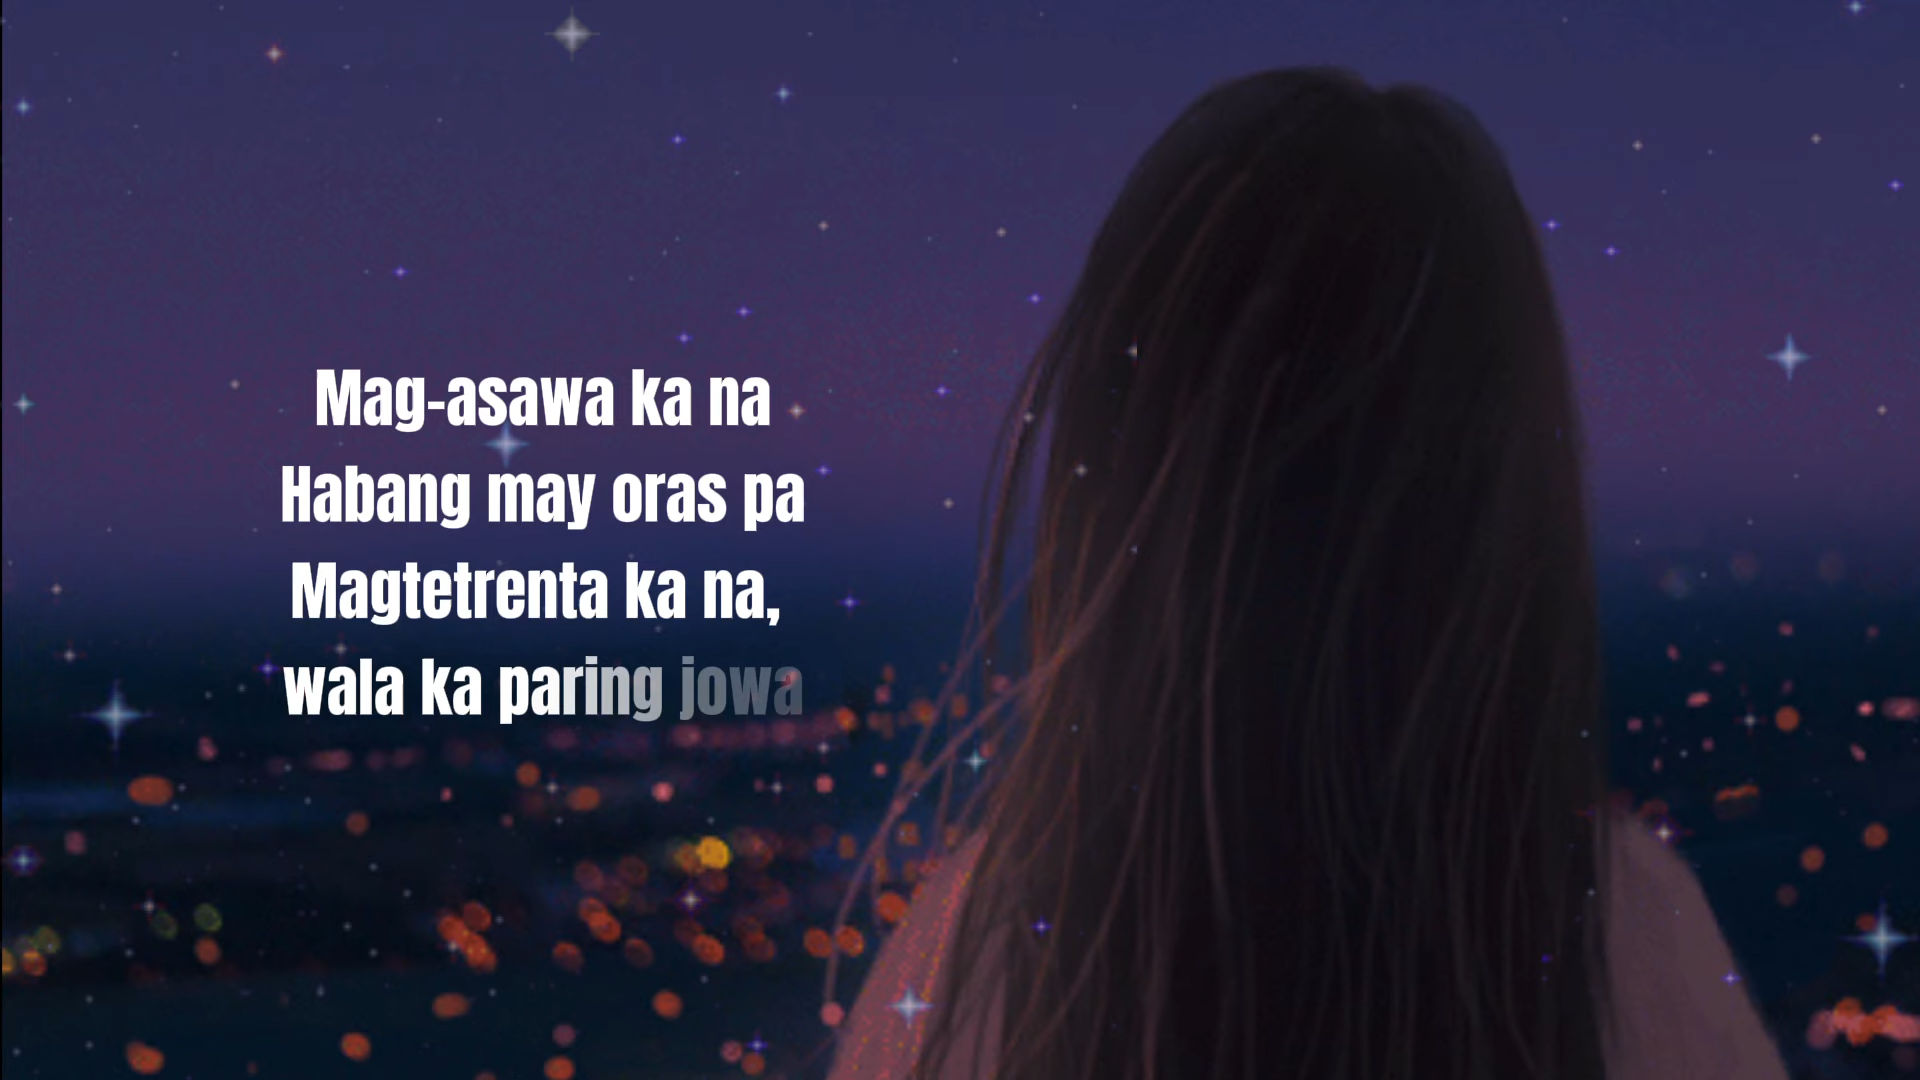 Mag-asawa ka na
Habang may oras pa
Magtetrenta ka na,
wala ka paring jowa